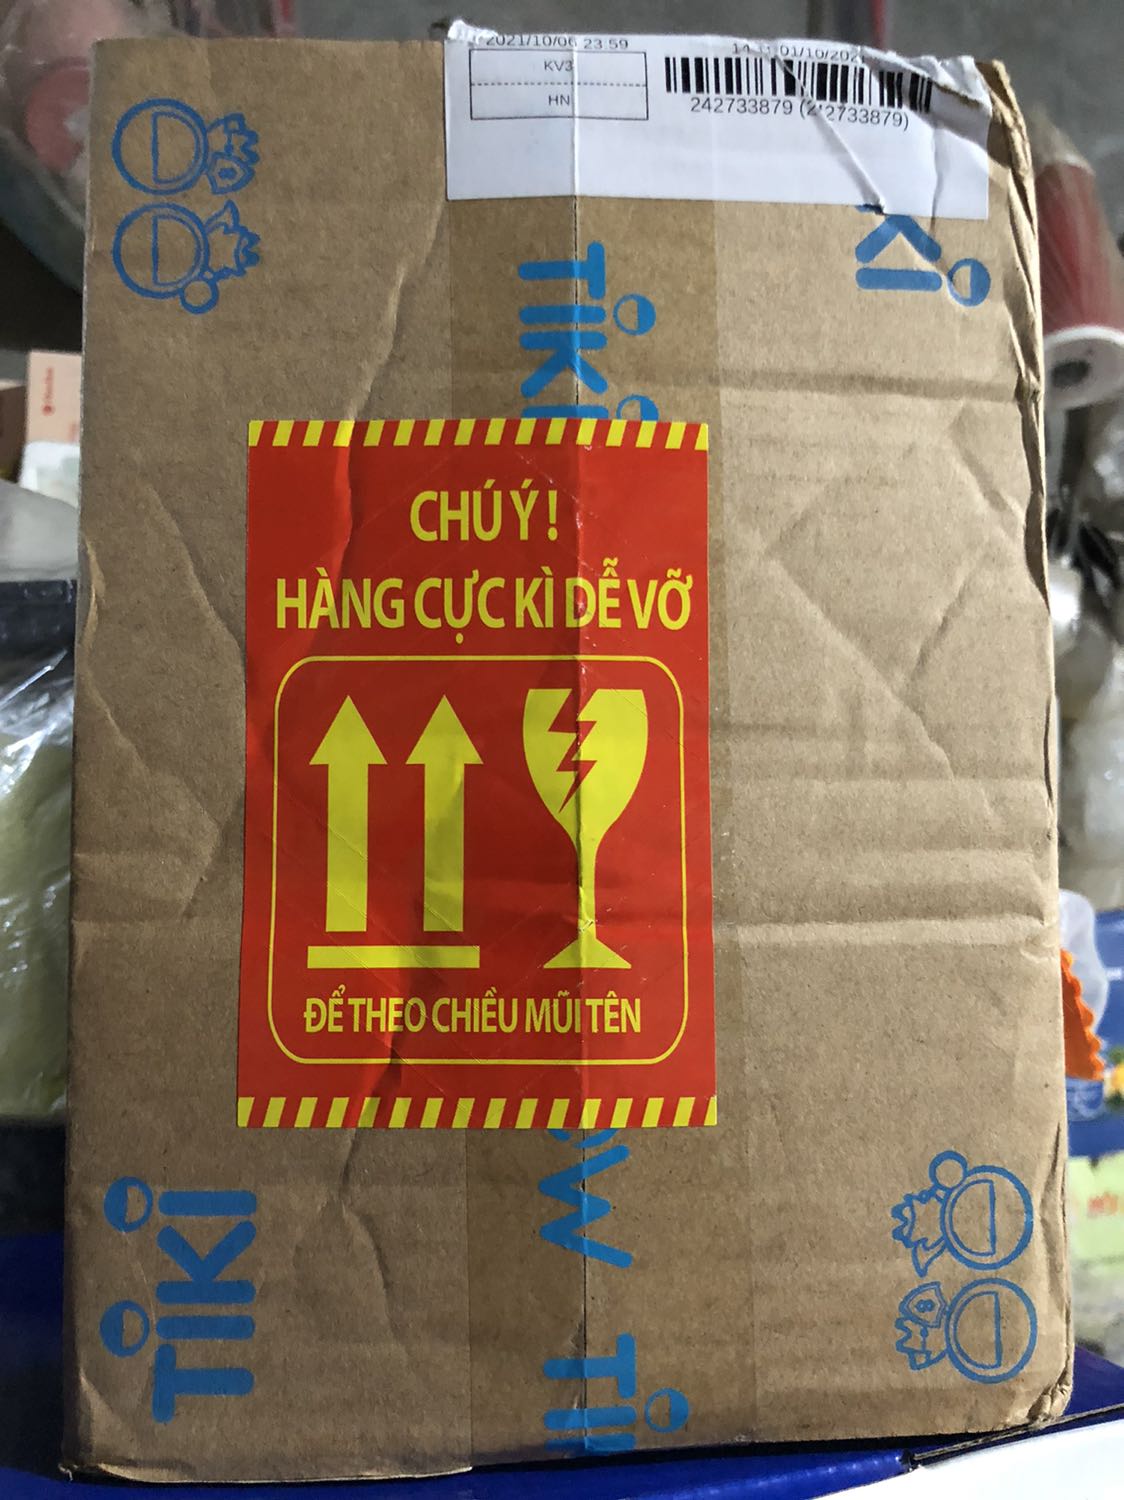 2021/10/06 23 59
KV3
HN
242733879
TiKi
Ki
CHÚ Ý!
HÀNG CỰC KÌ DỄ VỠ
ĐỂ THEO CHIỀU MŨI TÊN
TiKi